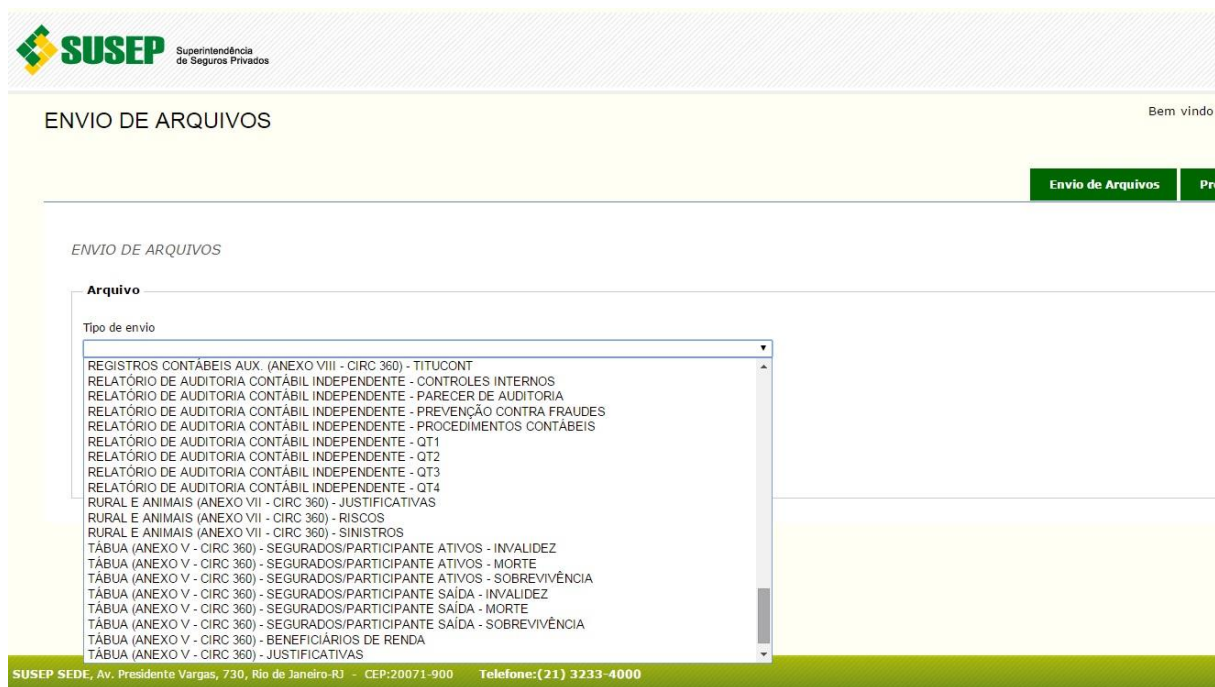 SUSEP
Superintendência
de Seguros Privados
ENVIO DE ARQUIVOS
Bem vindo
Envio de Arquivos
ENVIO DE ARQUIVOS
Arquivo
Tipo de envio
REGISTROS CONTÁBEIS AUX. (ANEXO VIII - CIRC 360) - TITUCONT
RELATÓRIO DE AUDITORIA CONTÁBIL INDEPENDENTE - CONTROLES INTERNOS
RELATÓRIO DE AUDITORIA CONTÁBIL INDEPENDENTE - PARECER DE AUDITORIA
RELATÓRIO DE AUDITORIA CONTÁBIL INDEPENDENTE - PREVENÇÃO CONTRA FRAUDES
RELATÓRIO DE AUDITORIA CONTÁBIL INDEPENDENTE - PROCEDIMENTOS CONTÁBEIS
RELATÓRIO DE AUDITORIA CONTÁBIL INDEPENDENTE - QT1
RELATÓRIO DE AUDITORIA CONTÁBIL INDEPENDENTE - QT2
RELATÓRIO DE AUDITORIA CONTÁBIL INDEPENDENTE - QT3
RELATÓRIO DE AUDITORIA CONTÁBIL INDEPENDENTE - QT4
RURAL E ANIMAIS (ANEXO VII - CIRC 360) - JUSTIFICATIVAS
RURAL E ANIMAIS (ANEXO VII - CIRC 360) - RISCOS
RURAL E ANIMAIS (ANEXO VII - CIRC 360) - SINISTROS
TÁBUA (ANEXO V - CIRC 360) - SEGURADOS/PARTICIPANTE ATIVOS - INVALIDEZ
TÁBUA (ANEXO V - CIRC 360) - SEGURADOS/PARTICIPANTE ATIVOS - MORTE
TÁBUA (ANEXO V - CIRC 360) - SEGURADOS/PARTICIPANTE ATIVOS - SOBREVIVÊNCIA
TÁBUA (ANEXO V - CIRC 360) - SEGURADOS/PARTICIPANTE SAÍDA - INVALIDEZ
TÁBUA (ANEXO V - CIRC 360) - SEGURADOS/PARTICIPANTE SAÍDA - MORTE
TÁBUA (ANEXO V - CIRC 360) - SEGURADOS/PARTICIPANTE SAÍDA - SOBREVIVÊNCIA
TÁBUA (ANEXO V - CIRC 360) - BENEFICIÁRIOS DE RENDA
TÁBUA (ANEXO V - CIRC 360) - JUSTIFICATIVAS
SUSEP SEDE, Av. Presidente Vargas, 730, Rio de Janeiro-RJ - CEP:20071-900 Telefone:(21) 3233-4000